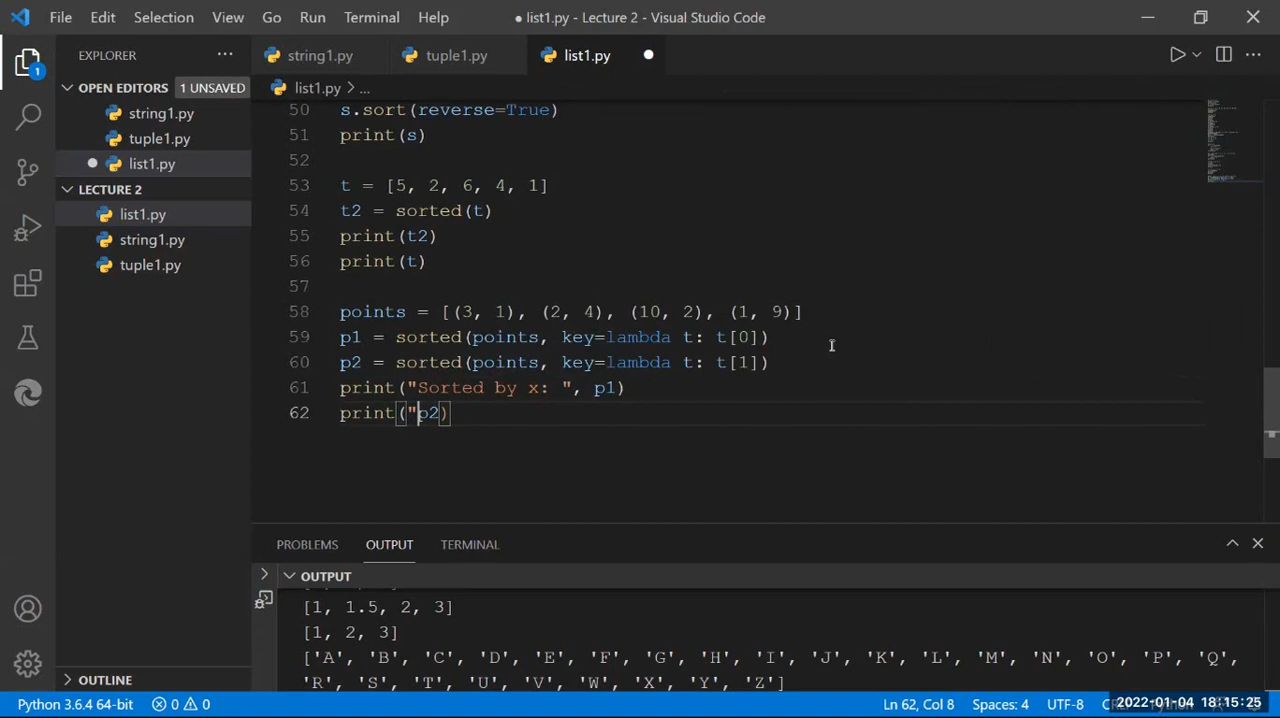 File Edit Selection View Go Run Terminal Help ● list1.py - Lecture 2 - Visual Studio Code
EXPLORER ... string1.py tuple1.py list1.py ●
1
OPEN EDITORS 1 UNSAVED
list1.py > ...
string1.py
tuple1.py
● list1.py
LECTURE 2
list1.py
string1.py
tuple1.py
50 s.sort(reverse=True)
51 print(s)
52
53 t = [5, 2, 6, 4, 1]
54 t2 = sorted(t)
55 print(t2)
56 print(t)
57
58 points = [(3, 1), (2, 4), (10, 2), (1, 9)]
59 p1 = sorted(points, key=lambda t: t[0])
60 p2 = sorted(points, key=lambda t: t[1])
61 print("Sorted by x: ", p1)
62 print("p2)
PROBLEMS OUTPUT TERMINAL
OUTPUT
[1, 1.5, 2, 3]
[1, 2, 3]
['A', 'B', 'C', 'D', 'E', 'F', 'G', 'H', 'I', 'J', 'K', 'L', 'M', 'N', 'O', 'P', 'Q',
'R', 'S', 'T', 'U', 'V', 'W', 'X', 'Y', 'Z']
OUTLINE
Python 3.6.4 64-bit 0 0 Ln 62, Col 8 Spaces: 4 UTF-8 2022-01-04 18:15:25